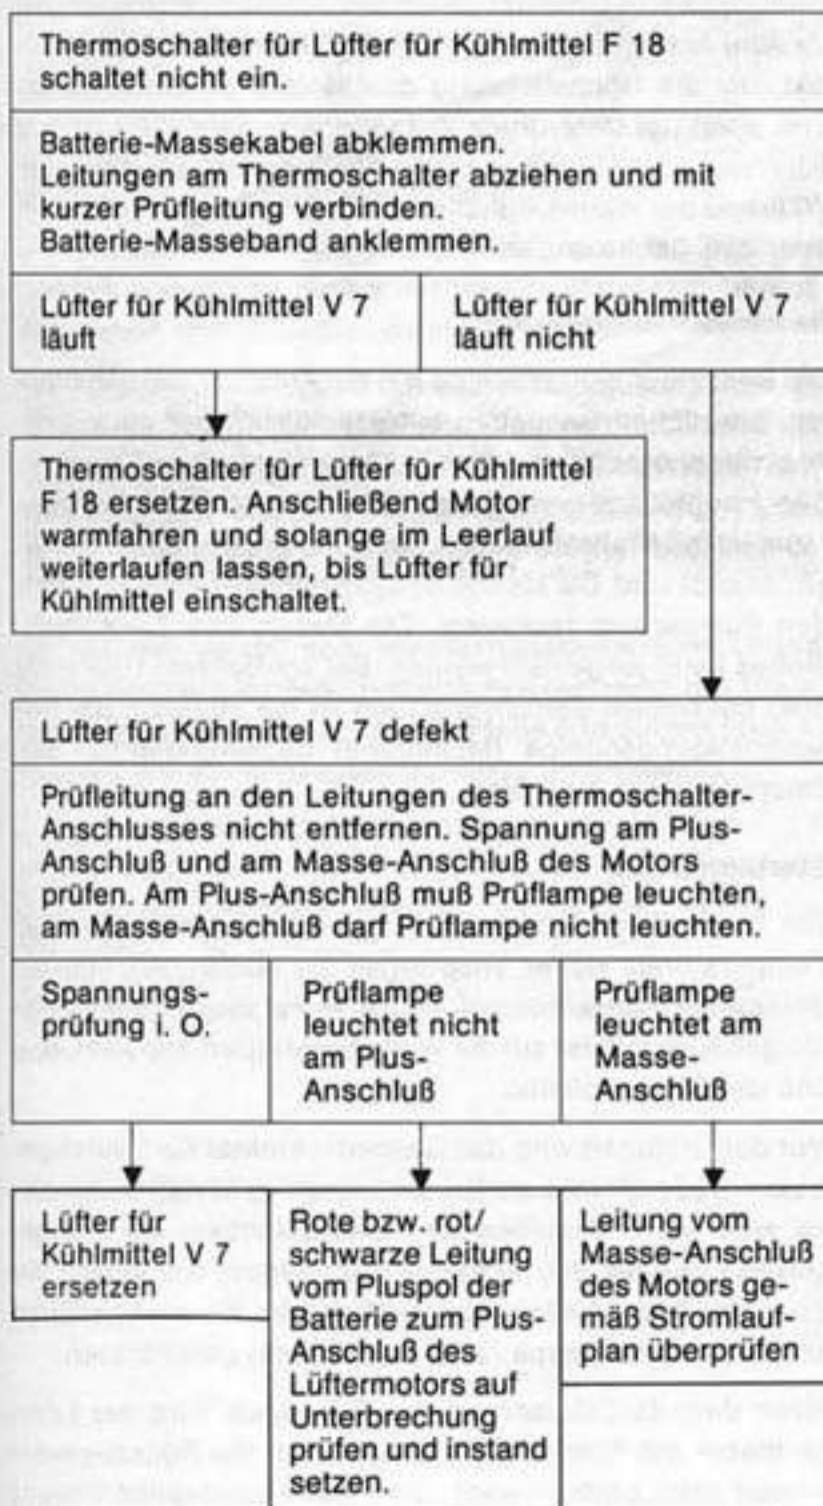 Thermoschalter für Lüfter für Kühlmittel F 18
schaltet nicht ein.
Batterie-Massekabel abklemmen.
Leitungen am Thermoschalter abziehen und mit
kurzer Prüfleitung verbinden.
Batterie-Masseband anklemmen.
Lüfter für Kühlmittel V 7
läuft
Lüfter für Kühlmittel V 7
läuft nicht
Thermoschalter für Lüfter für Kühlmittel
F 18 ersetzen. Anschließend Motor
warmfahren und solange im Leerlauf
weiterlaufen lassen, bis Lüfter für
Kühlmittel einschaltet.
Lüfter für Kühlmittel V 7 defekt
Prüfleitung an den Leitungen des Thermoschalter-
Anschlusses nicht entfernen. Spannung am Plus-
Anschluß und am Masse-Anschluß des Motors
prüfen. Am Plus-Anschluß muß Prüflampe leuchten,
am Masse-Anschluß darf Prüflampe nicht leuchten.
Spannungs-
prüfung i. O.
Prüflampe
leuchtet nicht
am Plus-
Anschluß
Prüflampe
leuchtet am
Masse-
Anschluß
Lüfter für
Kühlmittel V 7
ersetzen
Rote bzw. rot/
schwarze Leitung
vom Pluspol der
Batterie zum Plus-
Anschluß des
Lüftermotors auf
Unterbrechung
prüfen und instand
setzen.
Leitung vom
Masse-Anschluß
des Motors ge-
mäß Stromlauf-
plan überprüfen